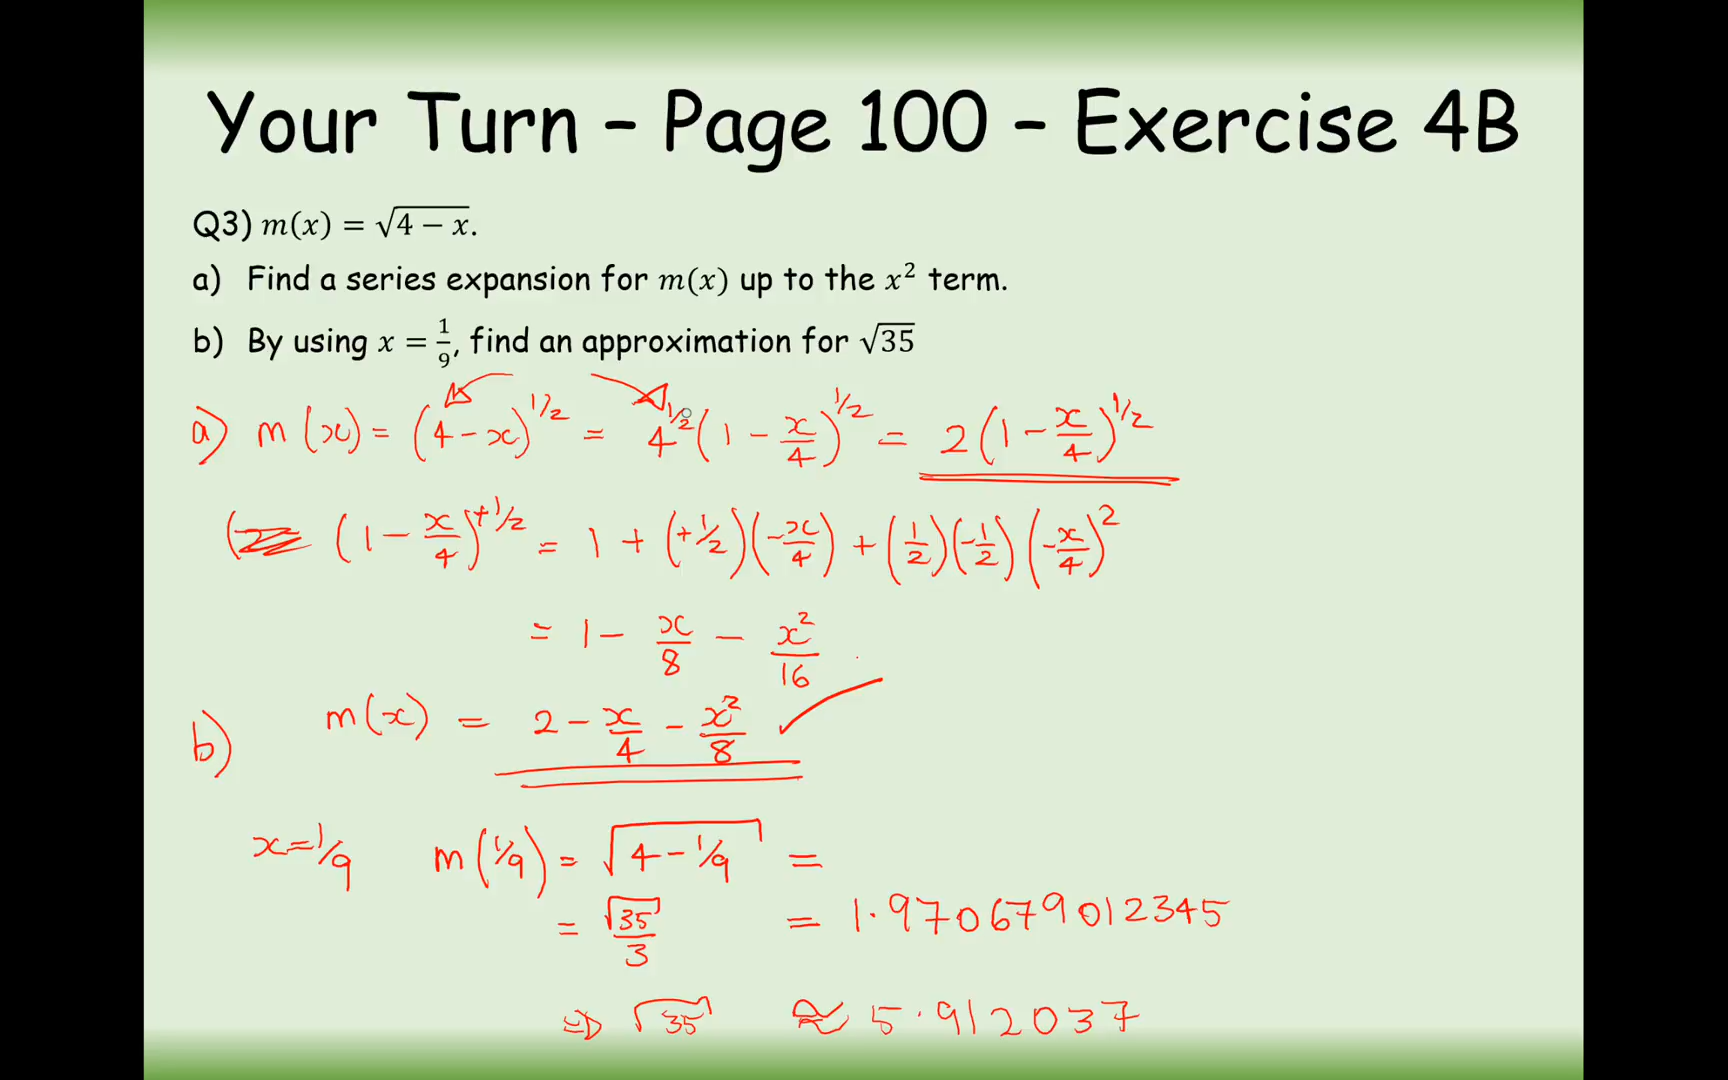 Your Turn – Page 100 – Exercise 4B
Q3) m(x) = √(4 − x).
a) Find a series expansion for m(x) up to the x² term.
b) By using x = 1/9, find an approximation for √35
a) m(x) = (4 − x)^1/2 = 4^1/2 (1 − x/4)^1/2 = 2(1 − x/4)^1/2
(1 − x/4)^+1/2 = 1 + (+1/2)(−x/4) + (1/2)(−1/2)(−x/4)²
= 1 − x/8 − x²/16
b) m(x) = 2 − x/4 − x²/8
x = 1/9 m(1/9) = √(4 − 1/9) =
= √35/3 = 1.970679012345
⇒ √35 ≈ 5.912037